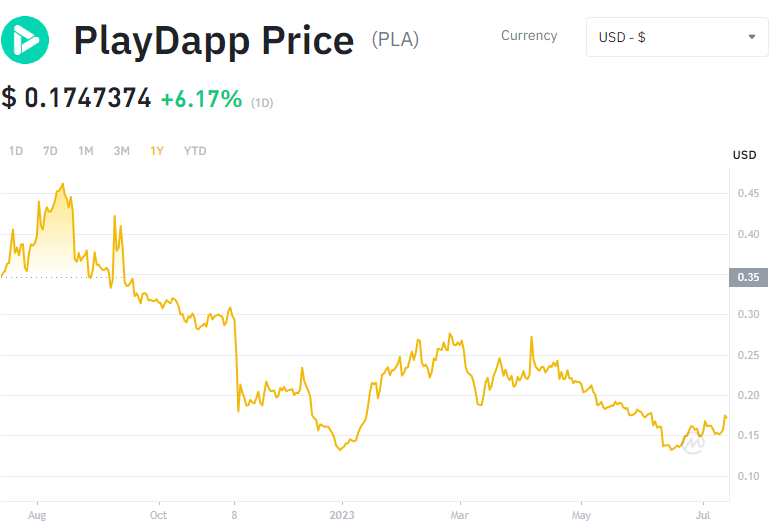 PlayDapp Price (PLA) Currency USD - $
$ 0.1747374 +6.17% (1D)
1D 7D 1M 3M 1Y YTD
USD
0.45
0.40
0.35
0.30
0.25
0.20
0.15
0.10
Aug Oct 8 2023 Mar May Jul